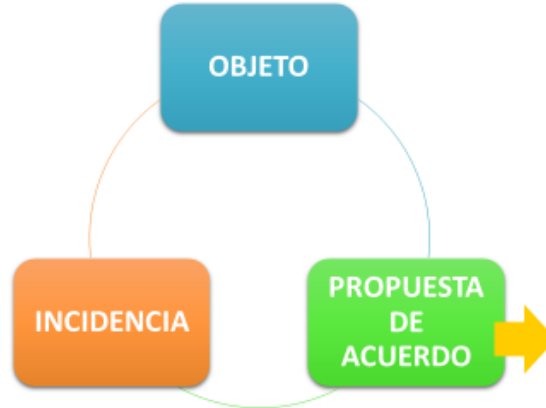 OBJETO
INCIDENCIA
PROPUESTA
DE
ACUERDO